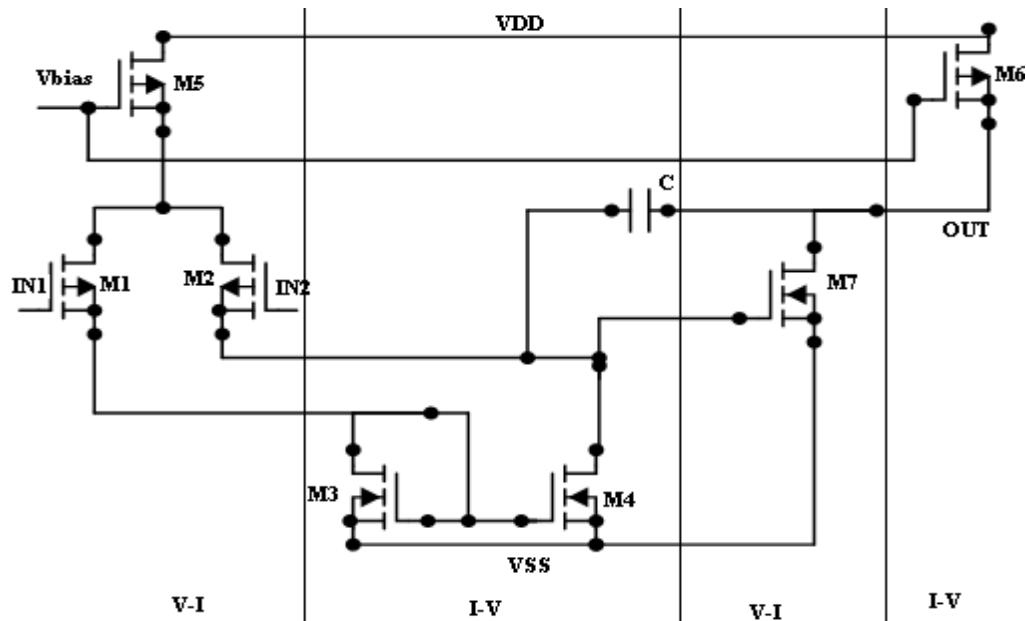 VDD
Vbias
M5
M6
C
OUT
IN1
M1
M2
IN2
M7
M3
M4
VSS
V-I
I-V
V-I
I-V